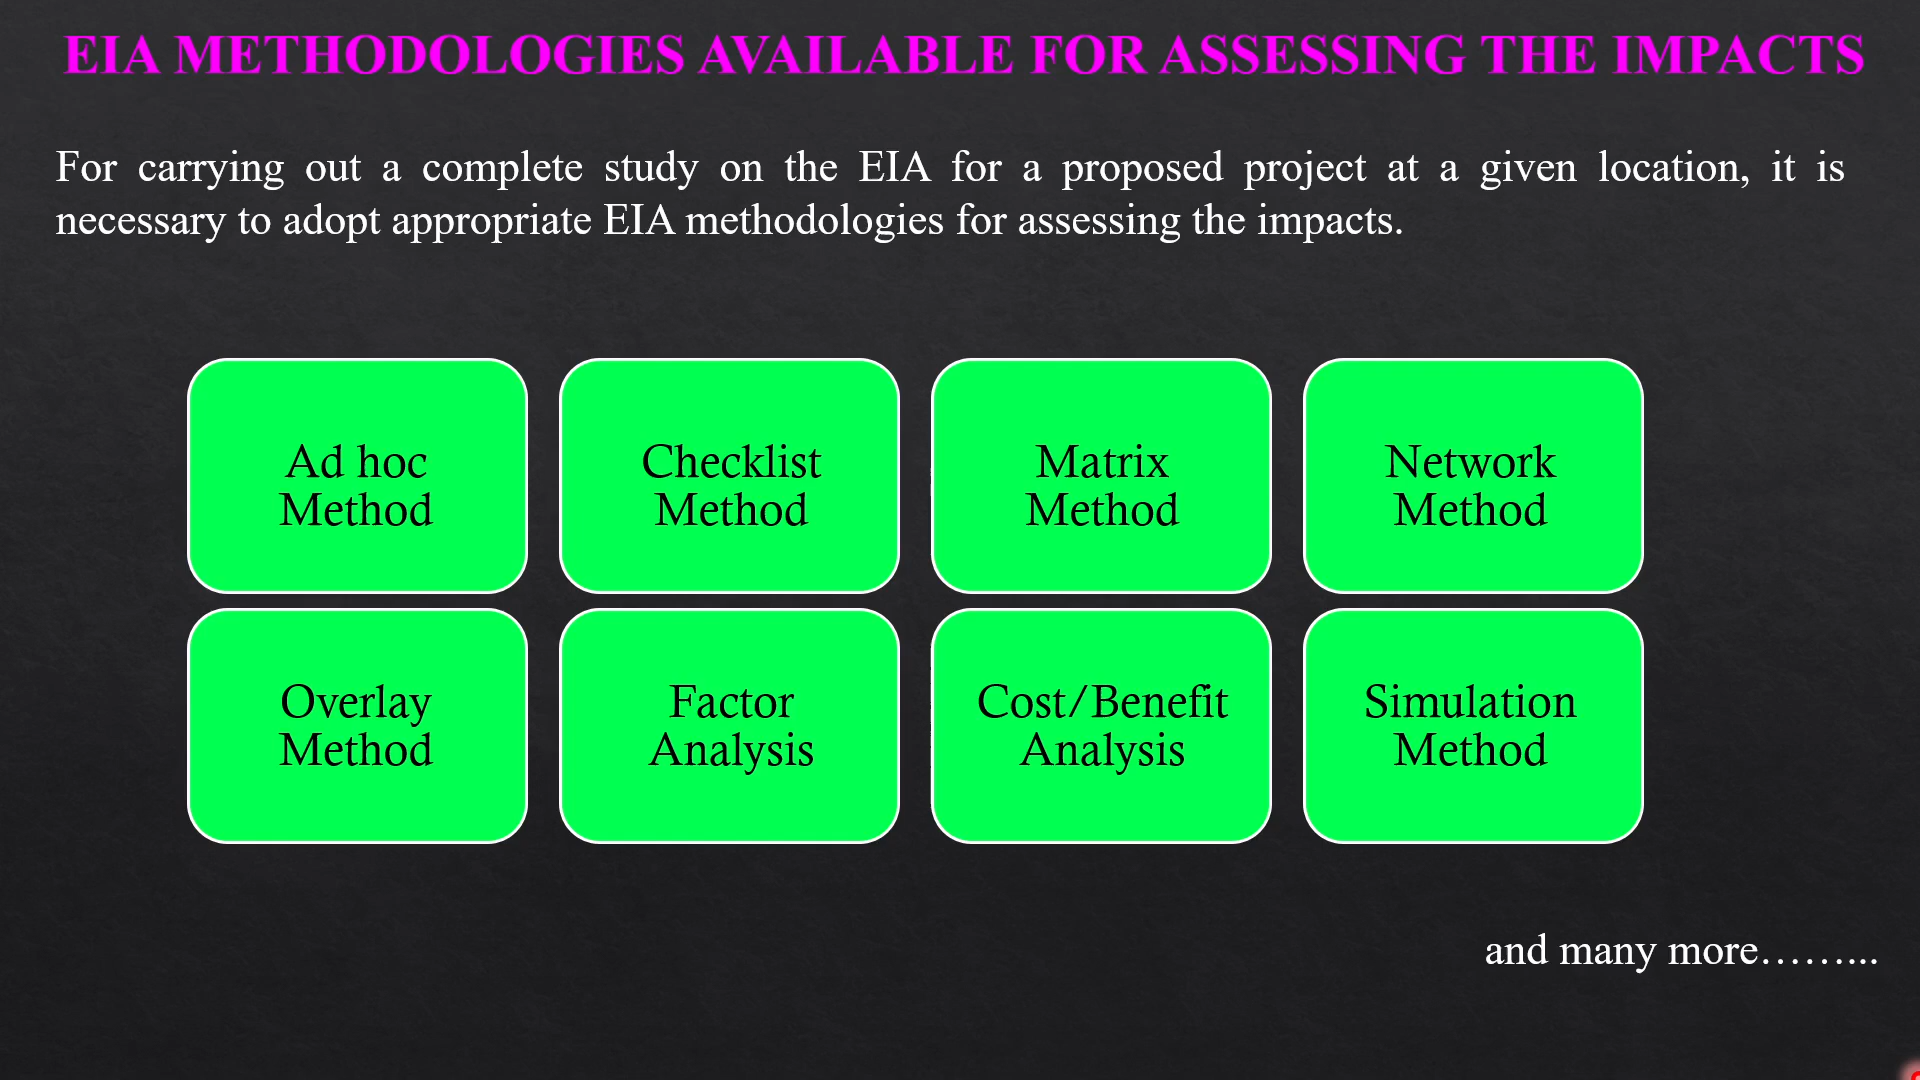 EIA METHODOLOGIES AVAILABLE FOR ASSESSING THE IMPACTS
For carrying out a complete study on the EIA for a proposed project at a given location, it is
necessary to adopt appropriate EIA methodologies for assessing the impacts.
Ad hoc
Method
Checklist
Method
Matrix
Method
Network
Method
Overlay
Method
Factor
Analysis
Cost/Benefit
Analysis
Simulation
Method
and many more……...